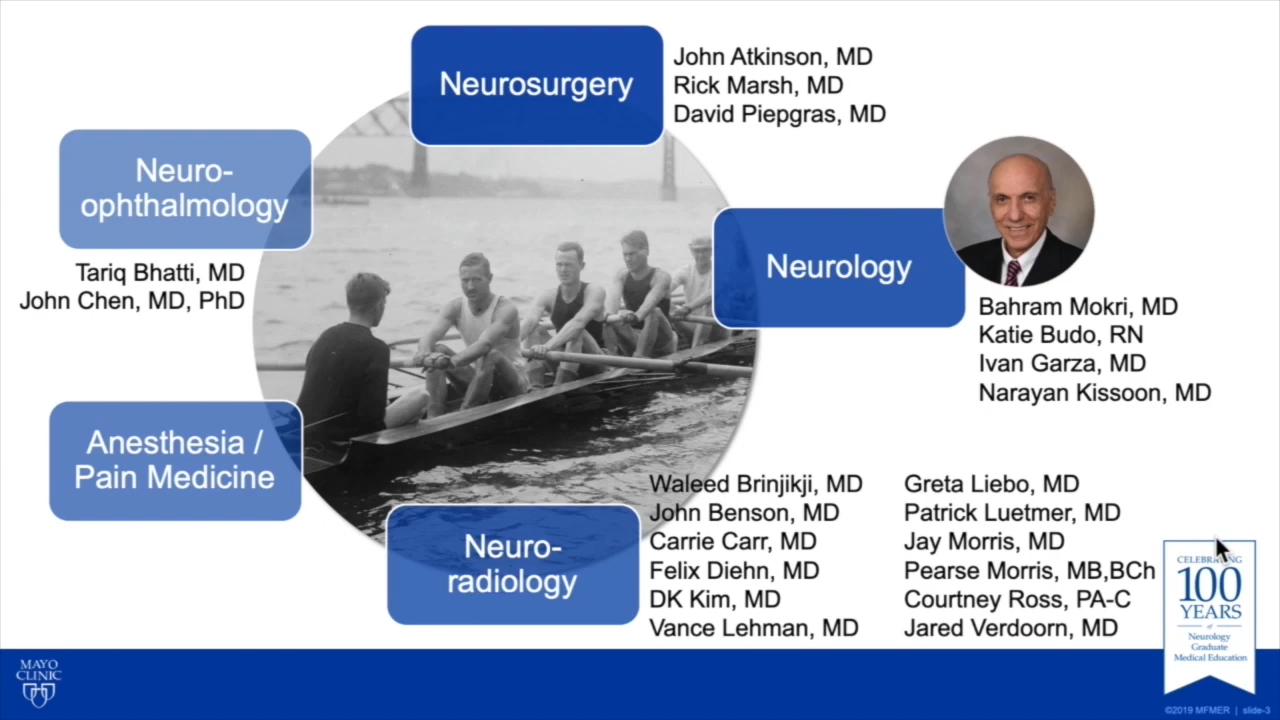 Neurosurgery
John Atkinson, MD
Rick Marsh, MD
David Piepgras, MD
Neuro-
ophthalmology
Tariq Bhatti, MD
John Chen, MD, PhD
Neurology
Bahram Mokri, MD
Katie Budo, RN
Ivan Garza, MD
Narayan Kissoon, MD
Anesthesia /
Pain Medicine
Neuro-
radiology
Waleed Brinjikji, MD
John Benson, MD
Carrie Carr, MD
Felix Diehn, MD
DK Kim, MD
Vance Lehman, MD
Greta Liebo, MD
Patrick Luetmer, MD
Jay Morris, MD
Pearse Morris, MB,BCh
Courtney Ross, PA-C
Jared Verdoorn, MD
CELEBRATING
100
YEARS
of
Neurology
Graduate
Medical Education
MAYO
CLINIC
©2019 MFMER | slide-3